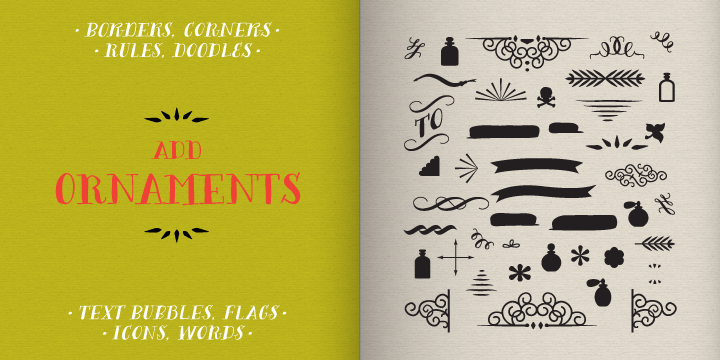 · BORDERS, CORNERS ·
· RULES, DOODLES ·
ADD
ORNAMENTS
· TEXT BUBBLES, FLAGS ·
· ICONS, WORDS ·
TO